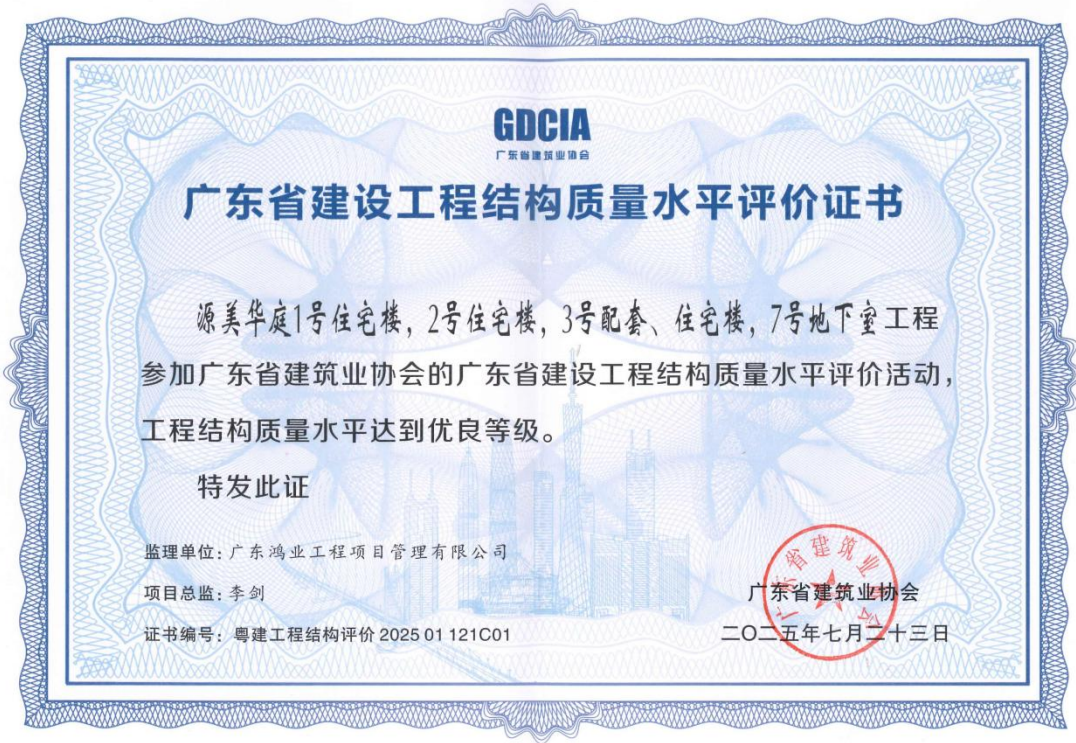 GDCIA
广东省建筑业协会
广东省建设工程结构质量水平评价证书
源美华庭1号住宅楼，2号住宅楼，3号配套、住宅楼，7号地下室工程
参加广东省建筑业协会的广东省建设工程结构质量水平评价活动，
工程结构质量水平达到优良等级。
特发此证
监理单位：广东鸿业工程项目管理有限公司
项目总监：李剑
证书编号：粤建工程结构评价 2025 01 121C01
广东省建筑业协会
广东省建筑业协会
二〇二五年七月二十三日